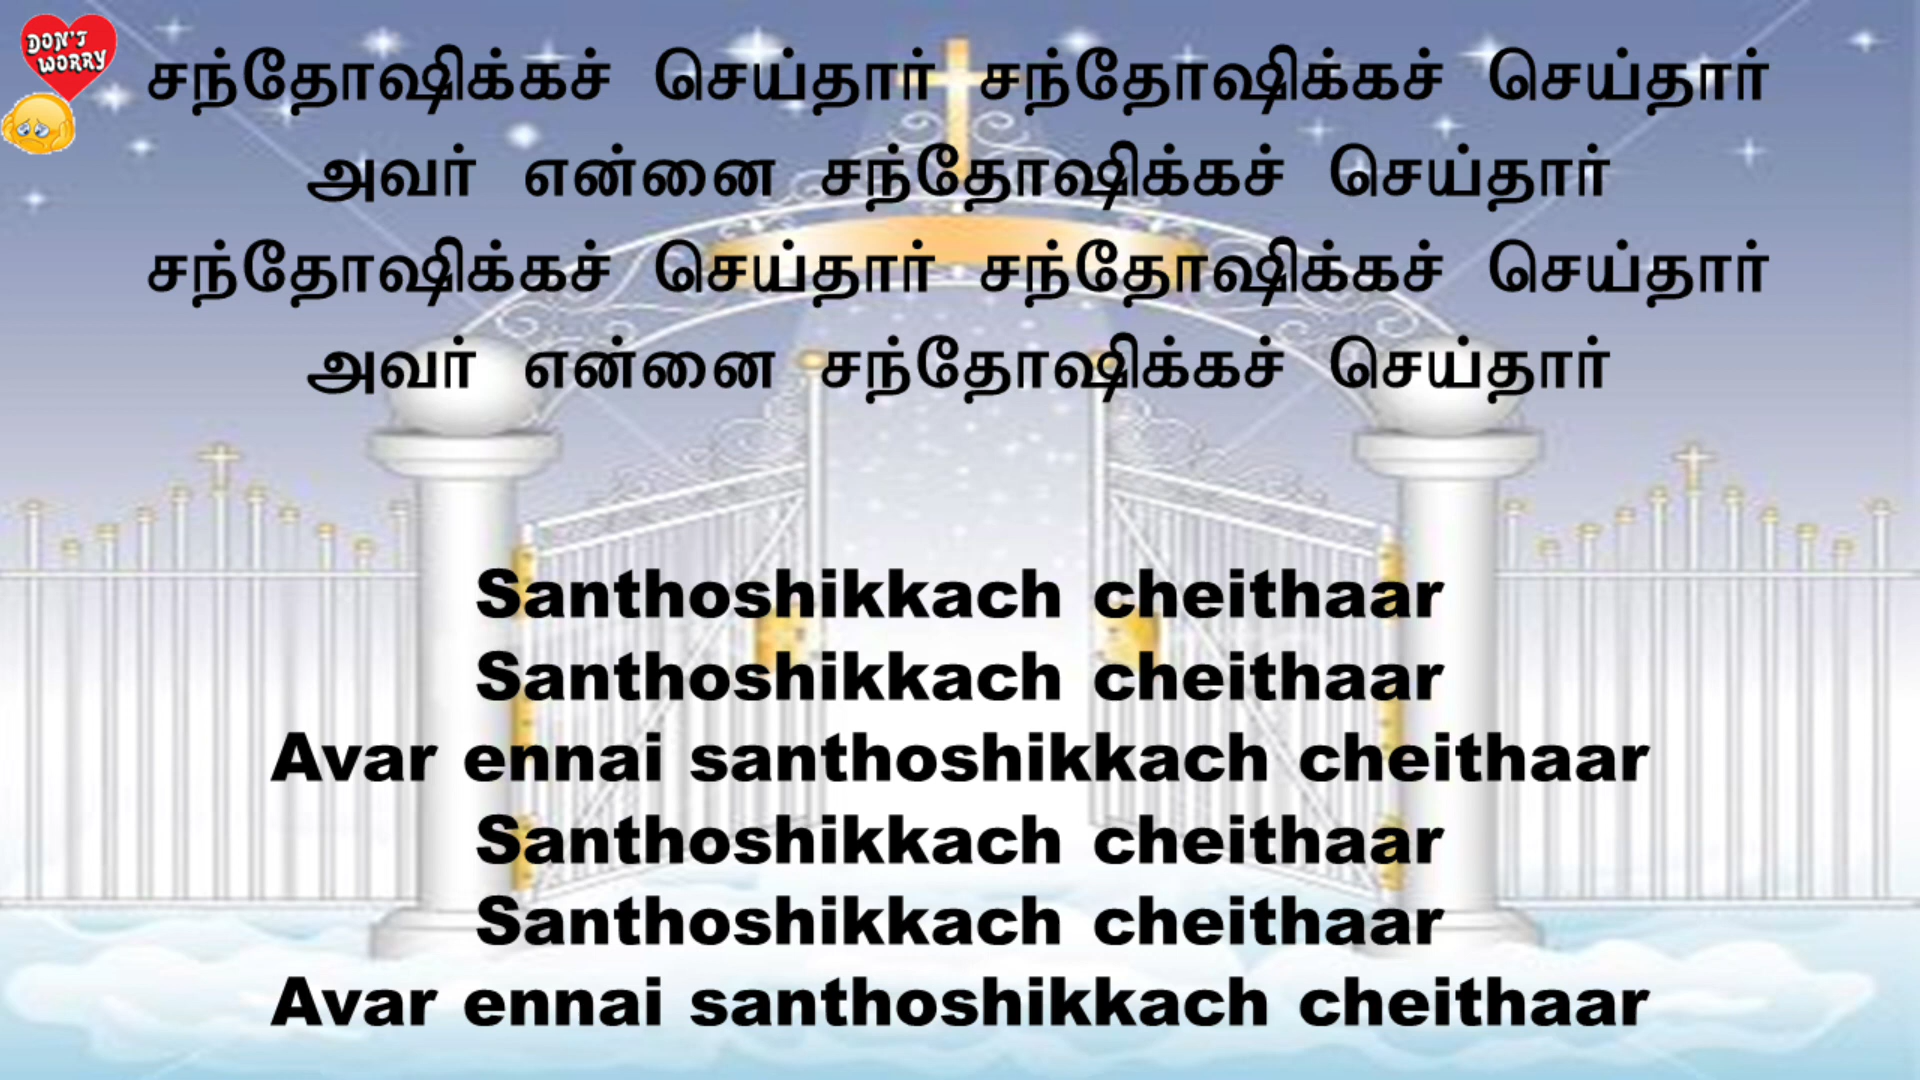 DON'T
WORRY
சந்தோஷிக்கச் செய்தார் சந்தோஷிக்கச் செய்தார்
அவர் என்னை சந்தோஷிக்கச் செய்தார்
சந்தோஷிக்கச் செய்தார் சந்தோஷிக்கச் செய்தார்
அவர் என்னை சந்தோஷிக்கச் செய்தார்
Santhoshikkach cheithaar
Santhoshikkach cheithaar
Avar ennai santhoshikkach cheithaar
Santhoshikkach cheithaar
Santhoshikkach cheithaar
Avar ennai santhoshikkach cheithaar